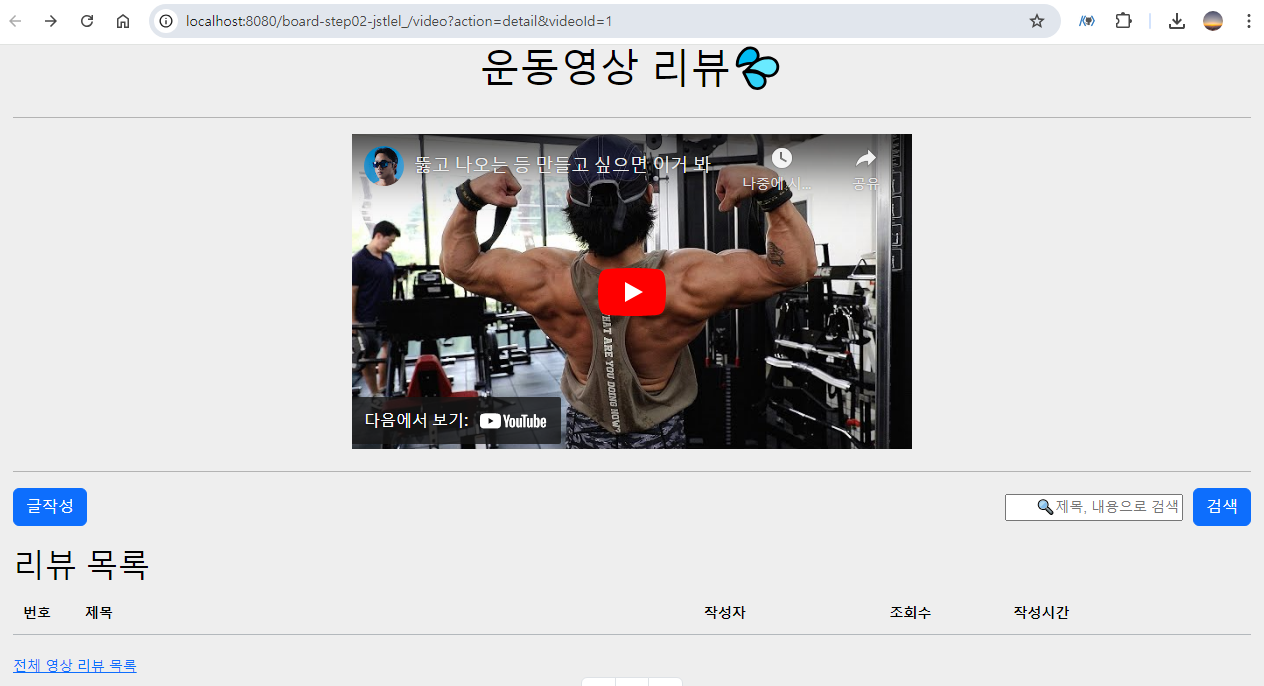 localhost:8080/board-step02-jstlel_/video?action=detail&videoId=1
운동영상 리뷰💦
뚫고 나오는 등 만들고 싶으면 이거 봐
나중에 시...
공유
WHAT ARE YOU DOING NOW?
다음에서 보기: YouTube
글작성
🔍제목, 내용으로 검색
검색
리뷰 목록
번호 제목 작성자 조회수 작성시간
전체 영상 리뷰 목록